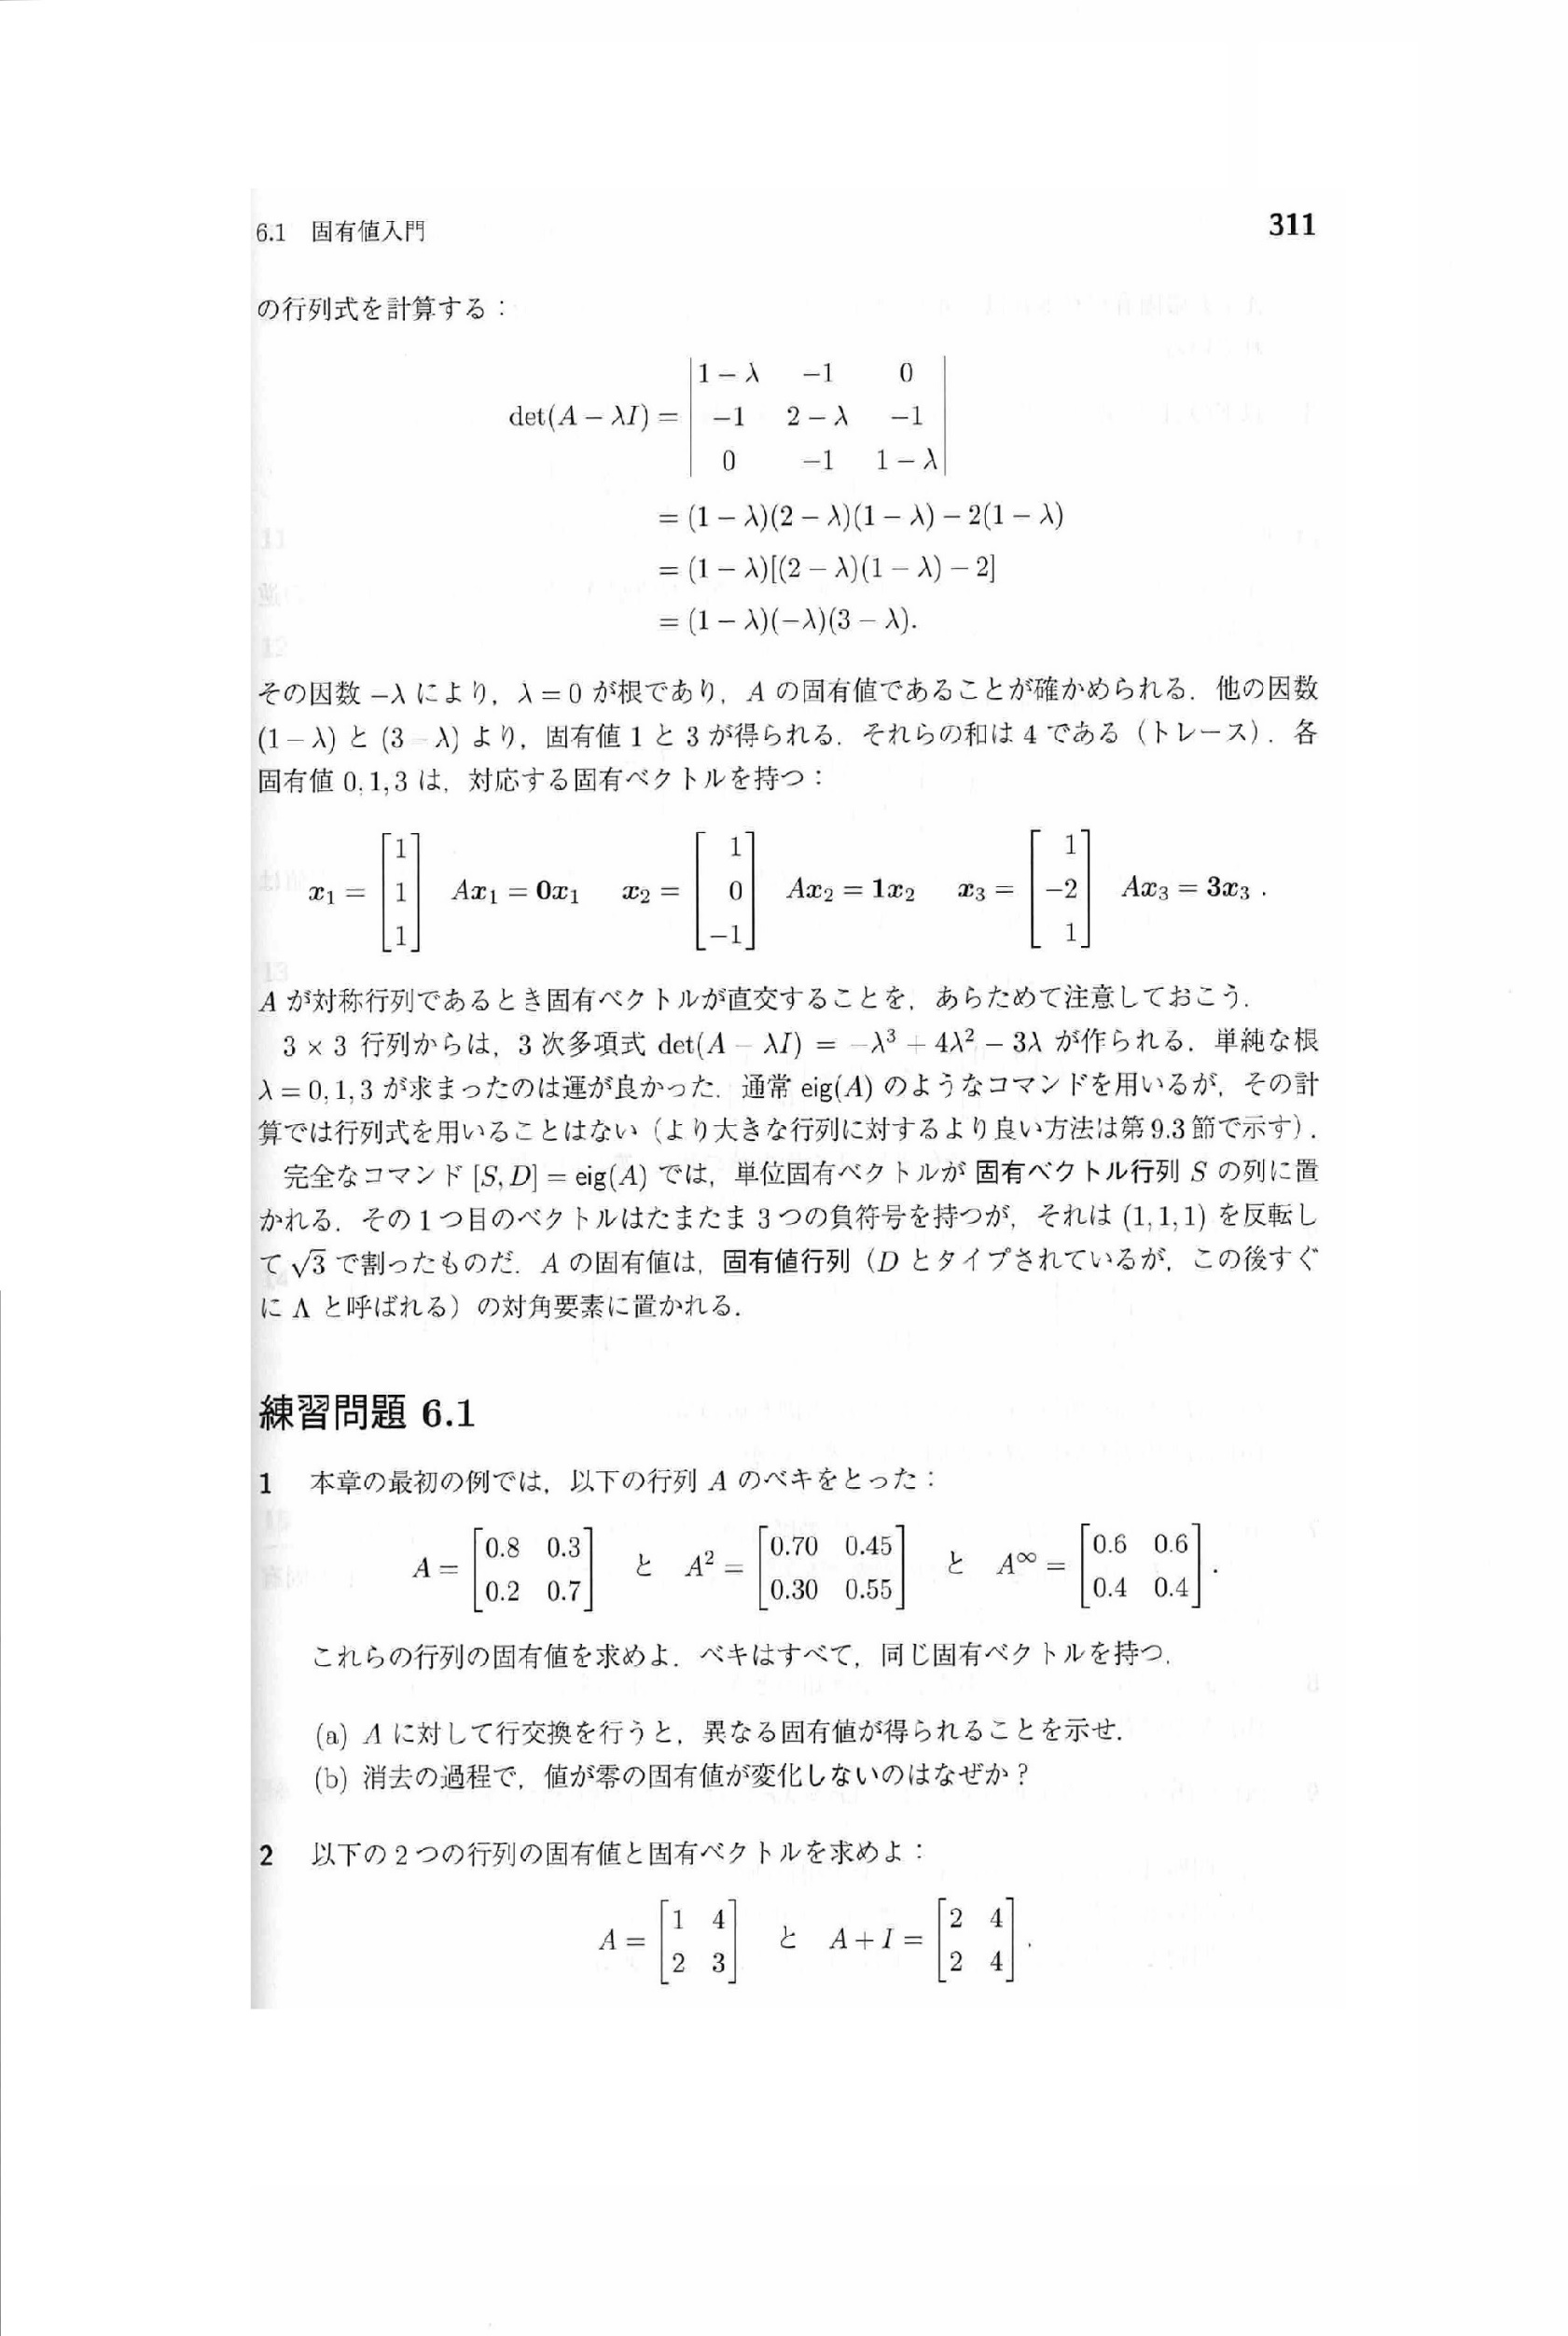 6.1 固有値入門
311
の行列式を計算する：
det(A − λI) = | 1 − λ −1 0 |
| −1 2 − λ −1 |
| 0 −1 1 − λ |
= (1 − λ)(2 − λ)(1 − λ) − 2(1 − λ)
= (1 − λ)[(2 − λ)(1 − λ) − 2]
= (1 − λ)(−λ)(3 − λ).
その因数 −λ により，λ = 0 が根であり，A の固有値であることが確かめられる．他の因数
(1 − λ) と (3 − λ) より，固有値 1 と 3 が得られる．それらの和は 4 である（トレース）．各
固有値 0, 1, 3 は，対応する固有ベクトルを持つ：
x₁ = [1 1 1] Ax₁ = 0x₁ x₂ = [1 0 −1] Ax₂ = 1x₂ x₃ = [1 −2 1] Ax₃ = 3x₃ .
A が対称行列であるとき固有ベクトルが直交することを，あらためて注意しておこう．
3 × 3 行列からは，3 次多項式 det(A − λI) = −λ³ + 4λ² − 3λ が作られる．単純な根
λ = 0, 1, 3 が求まったのは運が良かった．通常 eig(A) のようなコマンドを用いるが，その計
算では行列式を用いることはない（より大きな行列に対するより良い方法は第 9.3 節で示す）．
完全なコマンド [S, D] = eig(A) では，単位固有ベクトルが 固有ベクトル行列 S の列に置
かれる．その 1 つ目のベクトルはたまたま 3 つの負符号を持つが，それは (1, 1, 1) を反転し
て √3 で割ったものだ．A の固有値は，固有値行列（D とタイプされているが，この後すぐ
に Λ と呼ばれる）の対角要素に置かれる．
練習問題 6.1
1 本章の最初の例では，以下の行列 A のベキをとった：
A = [0.8 0.3; 0.2 0.7] と A² = [0.70 0.45; 0.30 0.55] と A^∞ = [0.6 0.6; 0.4 0.4] .
これらの行列の固有値を求めよ．ベキはすべて，同じ固有ベクトルを持つ．
(a) A に対して行交換を行うと，異なる固有値が得られることを示せ．
(b) 消去の過程で，値が零の固有値が変化しないのはなぜか？
2 以下の 2 つの行列の固有値と固有ベクトルを求めよ：
A = [1 4; 2 3] と A + I = [2 4; 2 4] .